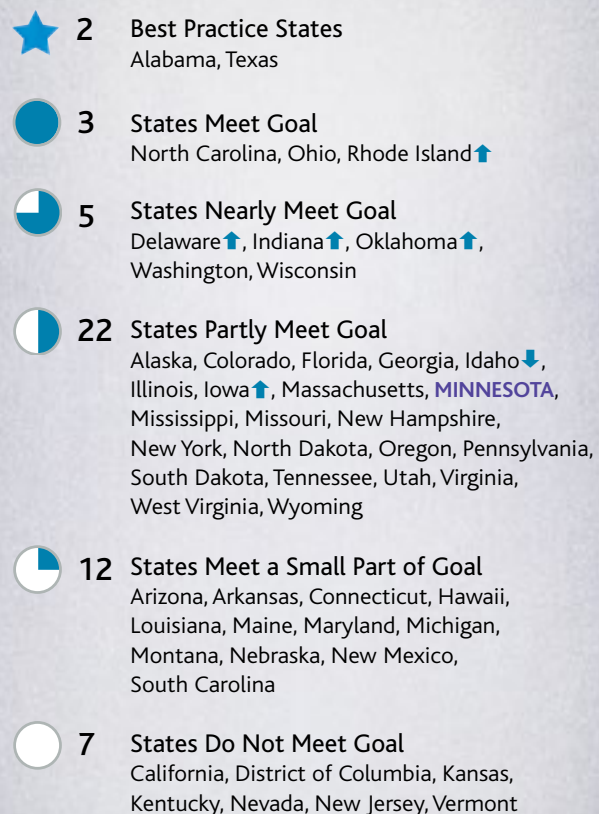 2 Best Practice States
Alabama, Texas
3 States Meet Goal
North Carolina, Ohio, Rhode Island⬆
5 States Nearly Meet Goal
Delaware⬆, Indiana⬆, Oklahoma⬆,
Washington, Wisconsin
22 States Partly Meet Goal
Alaska, Colorado, Florida, Georgia, Idaho⬇,
Illinois, Iowa⬆, Massachusetts, MINNESOTA,
Mississippi, Missouri, New Hampshire,
New York, North Dakota, Oregon, Pennsylvania,
South Dakota, Tennessee, Utah, Virginia,
West Virginia, Wyoming
12 States Meet a Small Part of Goal
Arizona, Arkansas, Connecticut, Hawaii,
Louisiana, Maine, Maryland, Michigan,
Montana, Nebraska, New Mexico,
South Carolina
7 States Do Not Meet Goal
California, District of Columbia, Kansas,
Kentucky, Nevada, New Jersey, Vermont